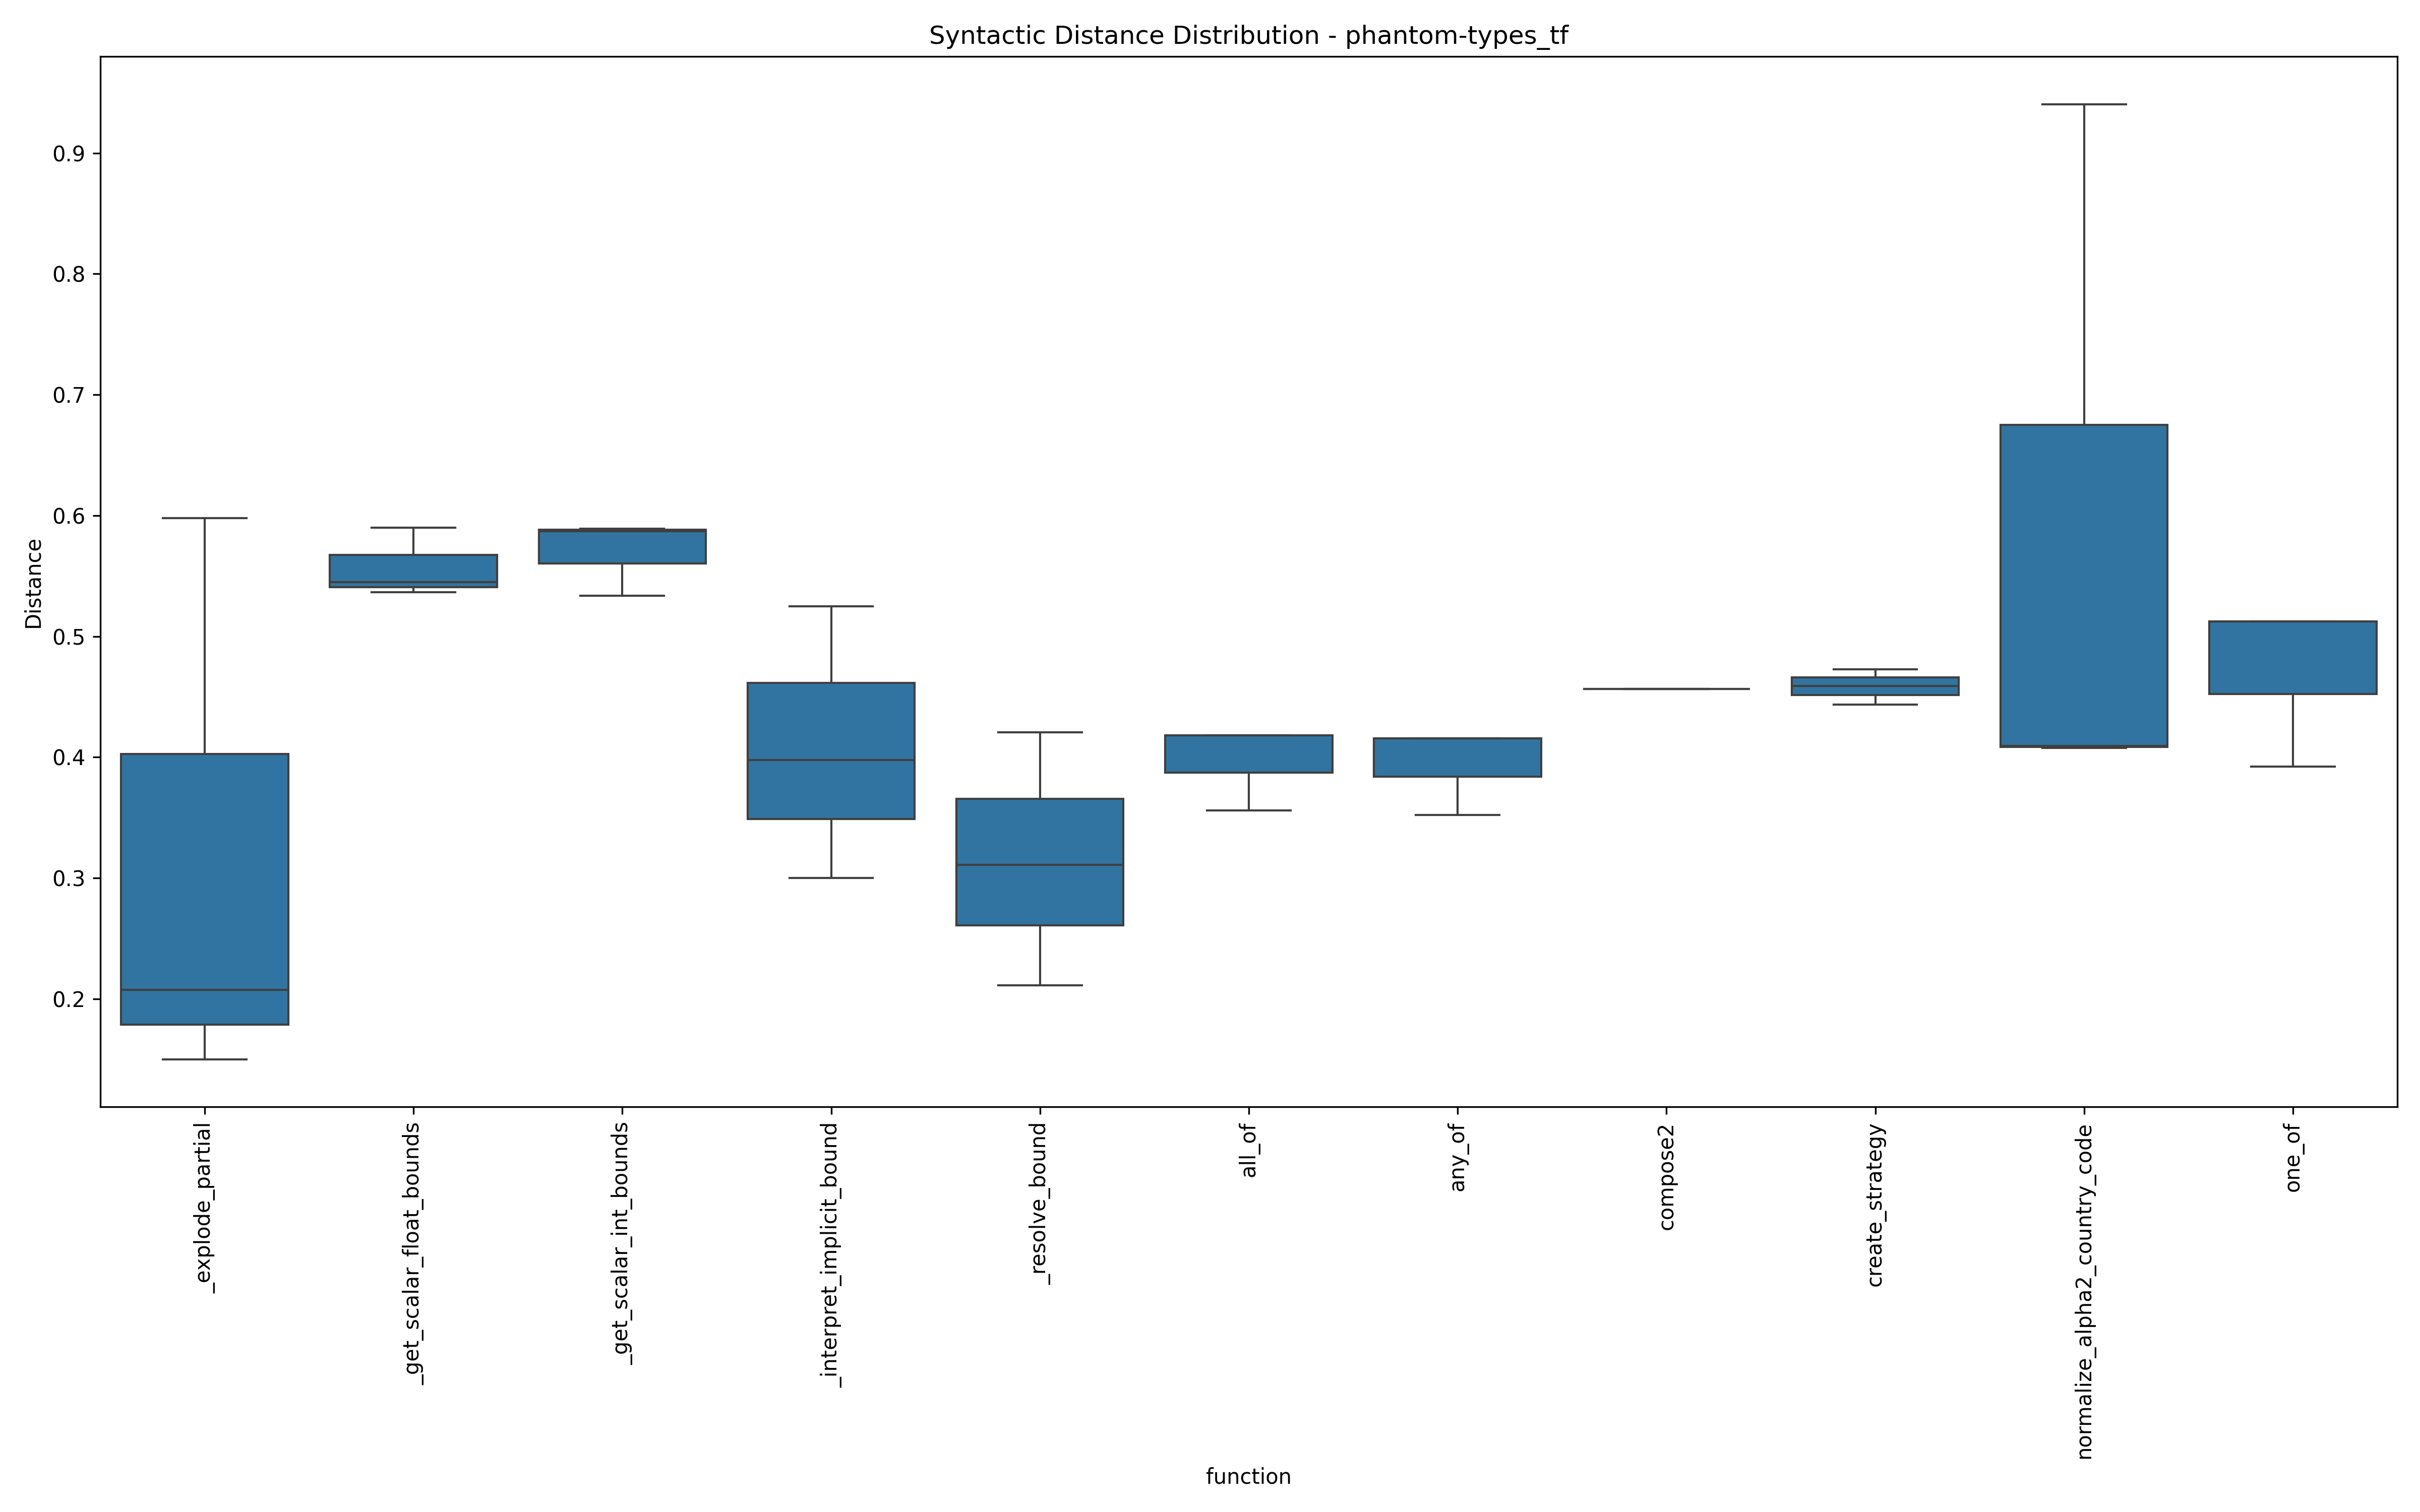 Syntactic Distance Distribution - phantom-types_tf
Distance
0.9
0.8
0.7
0.6
0.5
0.4
0.3
0.2
_explode_partial
_get_scalar_float_bounds
_get_scalar_int_bounds
_interpret_implicit_bound
_resolve_bound
all_of
any_of
compose2
create_strategy
normalize_alpha2_country_code
one_of
function